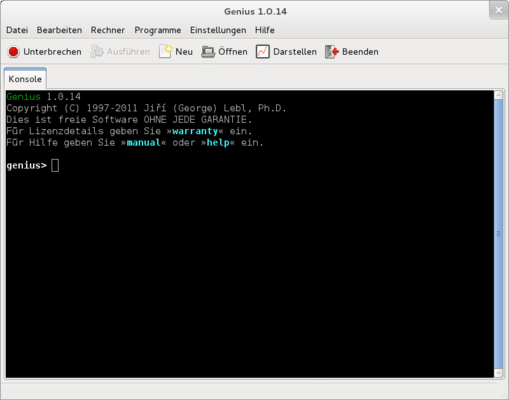 Genius 1.0.14
Datei Bearbeiten Rechner Programme Einstellungen Hilfe
Unterbrechen Ausführen Neu Öffnen Darstellen Beenden
Konsole
Genius 1.0.14
Copyright (C) 1997-2011 Jiří (George) Lebl, Ph.D.
Dies ist freie Software OHNE JEDE GARANTIE.
Für Lizenzdetails geben Sie »warranty« ein.
Für Hilfe geben Sie »manual« oder »help« ein.
genius>